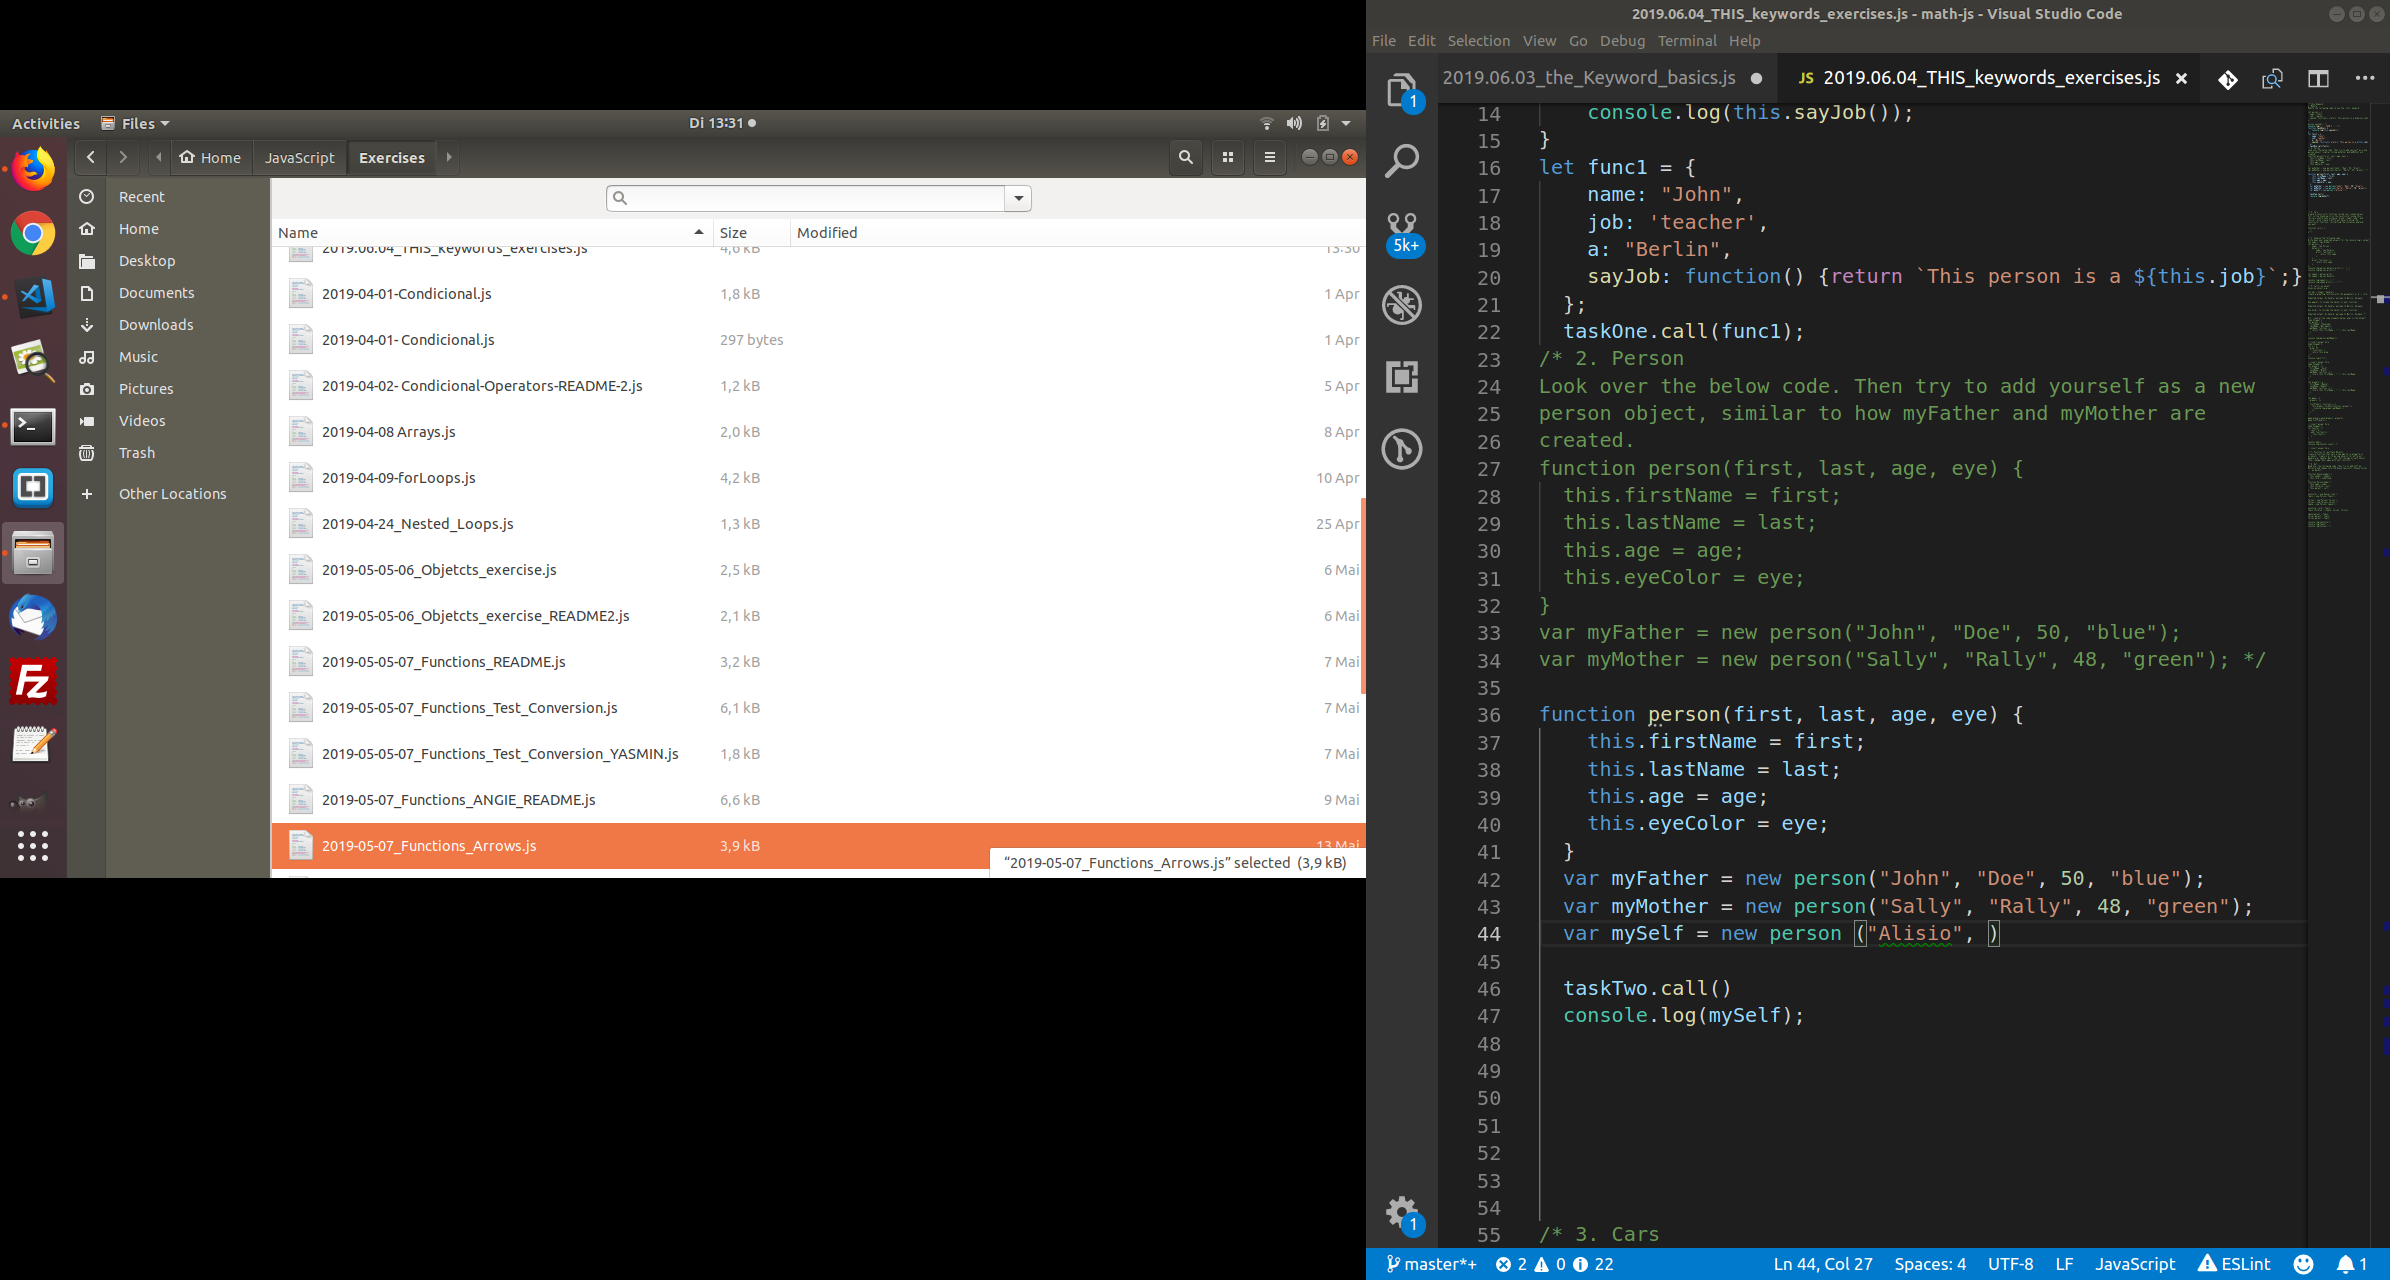 Activities
Files
Di 13:31
Home
JavaScript
Exercises
Recent
Home
Desktop
Documents
Downloads
Music
Pictures
Videos
Trash
Other Locations
Name Size Modified
2019.06.04_THIS_keywords_exercises.js 4,6 kB 13:30
2019-04-01-Condicional.js 1,8 kB 1 Apr
2019-04-01- Condicional.js 297 bytes 1 Apr
2019-04-02- Condicional-Operators-README-2.js 1,2 kB 5 Apr
2019-04-08 Arrays.js 2,0 kB 8 Apr
2019-04-09-forLoops.js 4,2 kB 10 Apr
2019-04-24_Nested_Loops.js 1,3 kB 25 Apr
2019-05-05-06_Objetcts_exercise.js 2,5 kB 6 Mai
2019-05-05-06_Objetcts_exercise_README2.js 2,1 kB 6 Mai
2019-05-05-07_Functions_README.js 3,2 kB 7 Mai
2019-05-05-07_Functions_Test_Conversion.js 6,1 kB 7 Mai
2019-05-05-07_Functions_Test_Conversion_YASMIN.js 1,8 kB 7 Mai
2019-05-07_Functions_ANGIE_README.js 6,6 kB 9 Mai
2019-05-07_Functions_Arrows.js 3,9 kB 13 Mai
“2019-05-07_Functions_Arrows.js” selected (3,9 kB)
Fz
2019.06.04_THIS_keywords_exercises.js - math-js - Visual Studio Code
File Edit Selection View Go Debug Terminal Help
2019.06.03_the_Keyword_basics.js
JS 2019.06.04_THIS_keywords_exercises.js
1
5k+
1
14 console.log(this.sayJob());
15 }
16 let func1 = {
17 name: "John",
18 job: 'teacher',
19 a: "Berlin",
20 sayJob: function() {return `This person is a ${this.job}`;}
21 };
22 taskOne.call(func1);
23 /* 2. Person
24 Look over the below code. Then try to add yourself as a new
25 person object, similar to how myFather and myMother are
26 created.
27 function person(first, last, age, eye) {
28 this.firstName = first;
29 this.lastName = last;
30 this.age = age;
31 this.eyeColor = eye;
32 }
33 var myFather = new person("John", "Doe", 50, "blue");
34 var myMother = new person("Sally", "Rally", 48, "green"); */
35
36 function person(first, last, age, eye) {
37 this.firstName = first;
38 this.lastName = last;
39 this.age = age;
40 this.eyeColor = eye;
41 }
42 var myFather = new person("John", "Doe", 50, "blue");
43 var myMother = new person("Sally", "Rally", 48, "green");
44 var mySelf = new person ("Alisio", )
45
46 taskTwo.call()
47 console.log(mySelf);
48
49
50
51
52
53
54
55 /* 3. Cars
master*+ 2 0 22 Ln 44, Col 27 Spaces: 4 UTF-8 LF JavaScript ESLint 1